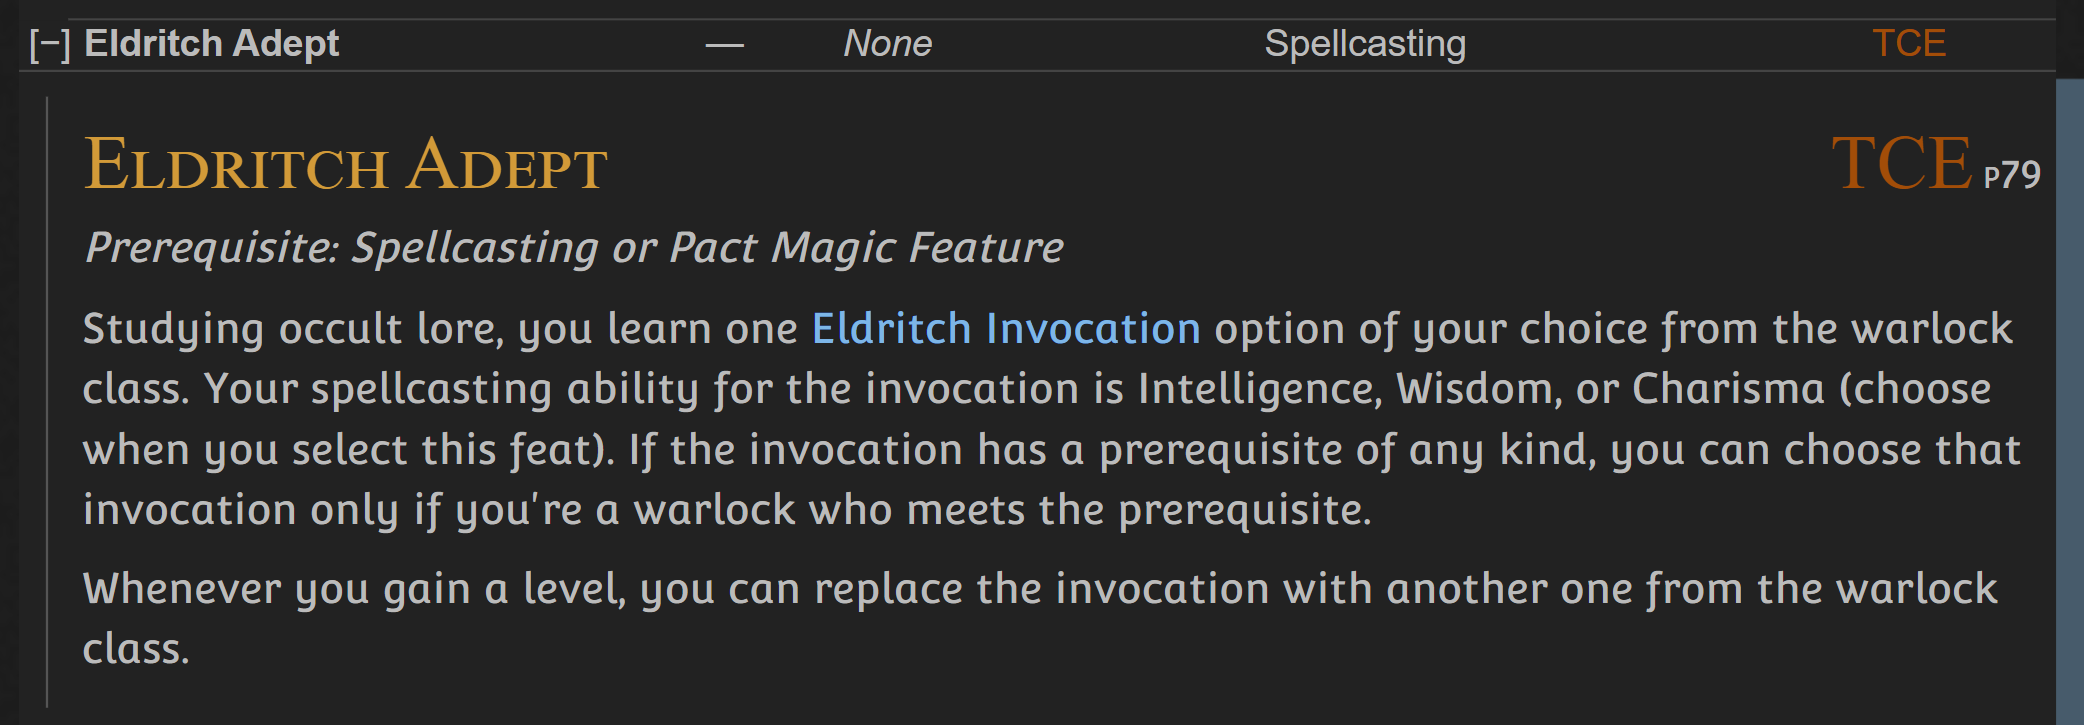 [−] Eldritch Adept — None Spellcasting TCE
Eldritch Adept TCE P79
Prerequisite: Spellcasting or Pact Magic Feature
Studying occult lore, you learn one Eldritch Invocation option of your choice from the warlock
class. Your spellcasting ability for the invocation is Intelligence, Wisdom, or Charisma (choose
when you select this feat). If the invocation has a prerequisite of any kind, you can choose that
invocation only if you're a warlock who meets the prerequisite.
Whenever you gain a level, you can replace the invocation with another one from the warlock
class.